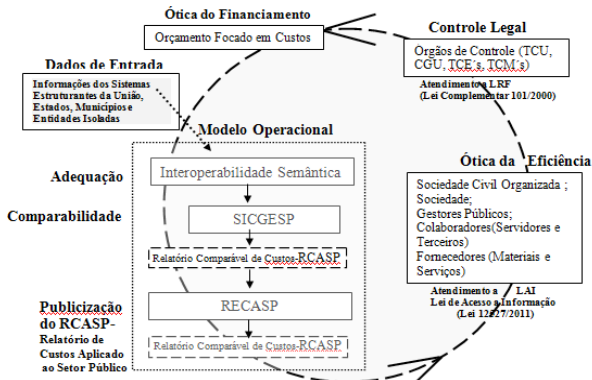 Ótica do Financiamento
Orçamento Focado em Custos
Controle Legal
Órgãos de Controle (TCU,
CGU, TCE´s, TCM´s)
Atendimento a LRF
(Lei Complementar 101/2000)
Dados de Entrada
Informações dos Sistemas
Estruturantes da União,
Estados, Municípios e
Entidades Isoladas
Modelo Operacional
Adequação
Interoperabilidade Semântica
Comparabilidade
SICGESP
Relatório Comparável de Custos-RCASP
Publicização
do RCASP-
Relatório de
Custos Aplicado
ao Setor Público
RECASP
Relatório Comparável de Custos-RCASP
Ótica da Eficiência
Sociedade Civil Organizada ;
Sociedade;
Gestores Públicos;
Colaboradores(Servidores e
Terceiros)
Fornecedores (Materiais e
Serviços)
Atendimento a LAI
Lei de Acesso a Informação
(Lei 12527/2011)